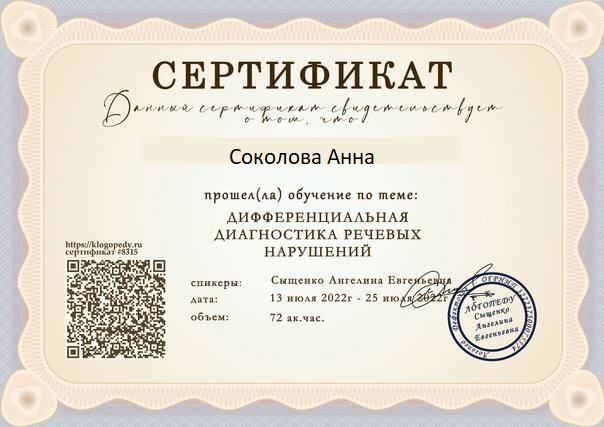 СЕРТИФИКАТ
Данный сертификат свидетельствует
о том, что
Соколова Анна
прошел(ла) обучение по теме:
ДИФФЕРЕНЦИАЛЬНАЯ
ДИАГНОСТИКА РЕЧЕВЫХ
НАРУШЕНИЙ
https://klogopedy.ru
сертификат #8315
спикеры: Сыщенко Ангелина Евгеньевна
дата: 13 июля 2022г - 25 июля 2022г
объем: 72 ак.час.
Логопед Дефектолог ОГРНИП
ЛОГОПЕДУ
Сыщенко
Ангелина
Евгеньевна